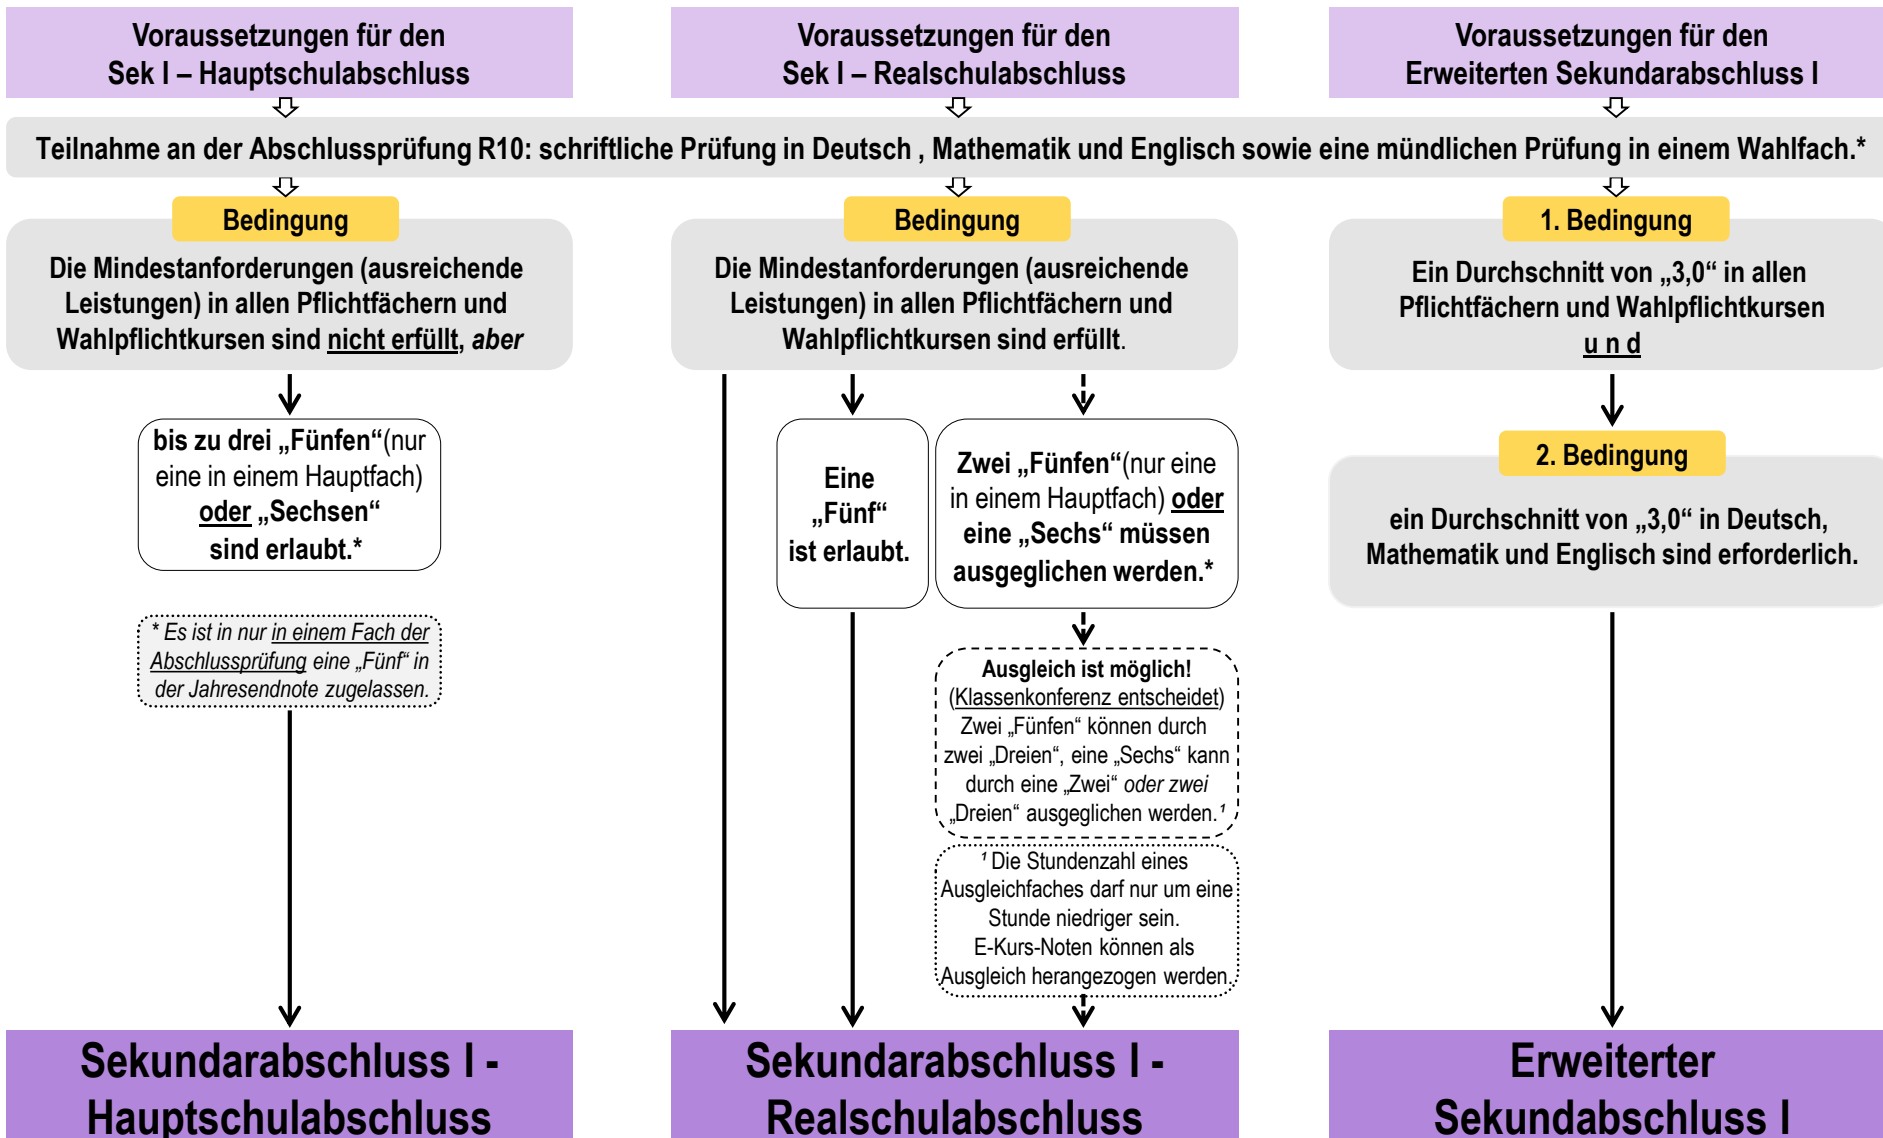 Voraussetzungen für den
Sek I – Hauptschulabschluss
Voraussetzungen für den
Sek I – Realschulabschluss
Voraussetzungen für den
Erweiterten Sekundarabschluss I
Teilnahme an der Abschlussprüfung R10: schriftliche Prüfung in Deutsch , Mathematik und Englisch sowie eine mündlichen Prüfung in einem Wahlfach.*
Bedingung
Die Mindestanforderungen (ausreichende
Leistungen) in allen Pflichtfächern und
Wahlpflichtkursen sind nicht erfüllt, aber
bis zu drei „Fünfen“(nur
eine in einem Hauptfach)
oder „Sechsen“
sind erlaubt.*
* Es ist in nur in einem Fach der
Abschlussprüfung eine „Fünf“ in
der Jahresendnote zugelassen.
Bedingung
Die Mindestanforderungen (ausreichende
Leistungen) in allen Pflichtfächern und
Wahlpflichtkursen sind erfüllt.
Eine
„Fünf“
ist erlaubt.
Zwei „Fünfen“(nur eine
in einem Hauptfach) oder
eine „Sechs“ müssen
ausgeglichen werden.*
Ausgleich ist möglich!
(Klassenkonferenz entscheidet)
Zwei „Fünfen“ können durch
zwei „Dreien“, eine „Sechs“ kann
durch eine „Zwei“ oder zwei
„Dreien“ ausgeglichen werden.¹
¹ Die Stundenzahl eines
Ausgleichfaches darf nur um eine
Stunde niedriger sein.
E-Kurs-Noten können als
Ausgleich herangezogen werden.
1. Bedingung
Ein Durchschnitt von „3,0“ in allen
Pflichtfächern und Wahlpflichtkursen
u n d
2. Bedingung
ein Durchschnitt von „3,0“ in Deutsch,
Mathematik und Englisch sind erforderlich.
Sekundarabschluss I -
Hauptschulabschluss
Sekundarabschluss I -
Realschulabschluss
Erweiterter
Sekundabschluss I